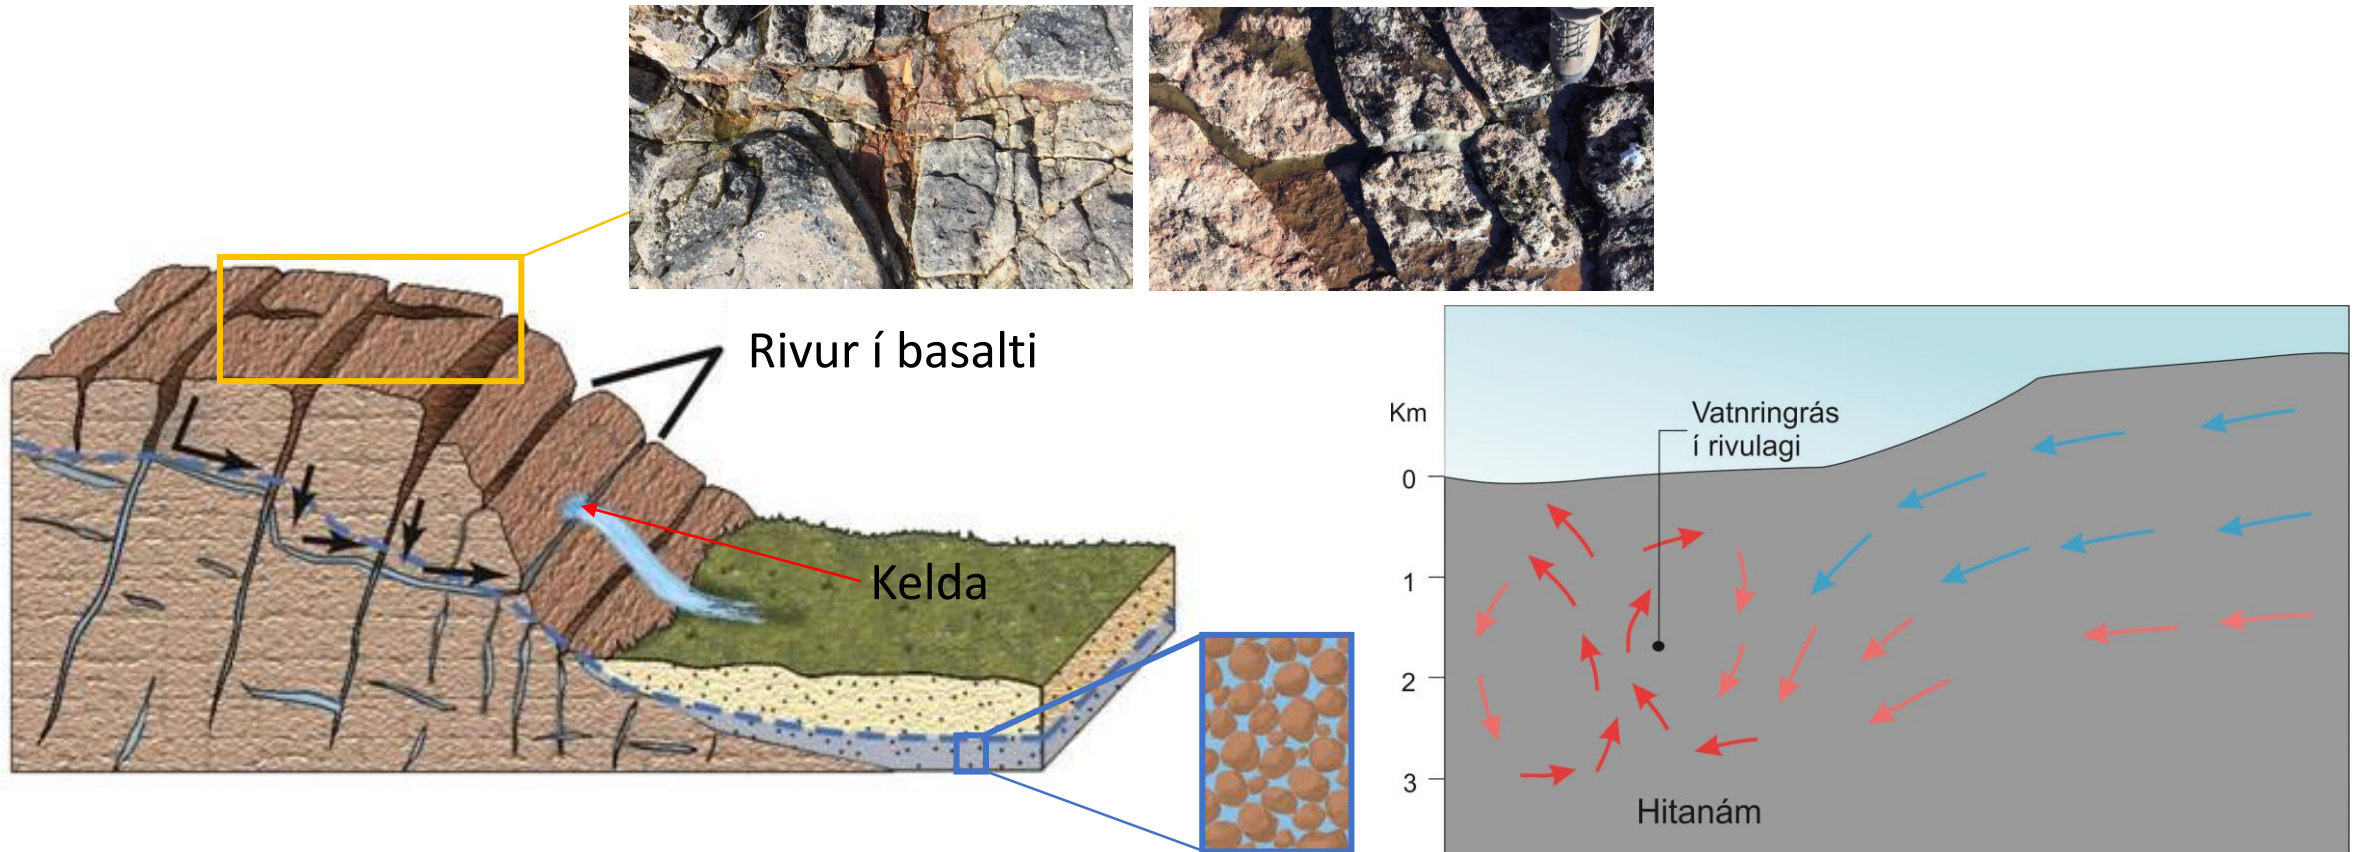 Rivur í basalti
Kelda
Km
0
1
2
3
Vatnringrás
í rivulagi
Hitanám